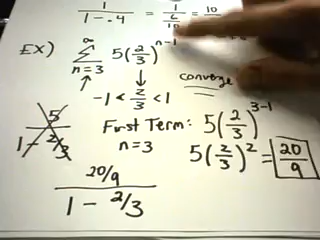 1 / (1 - .4) = 1 / (6/10) = 10
EX) ∞ Σ n=3 5(2/3)^(n-1)
↑ ↓ converge
-1 < 2/3 < 1
5 / (1 - 2/3)
First Term: 5(2/3)^(3-1)
n=3 5(2/3)^2 = 20/9
(20/9) / (1 - 2/3)